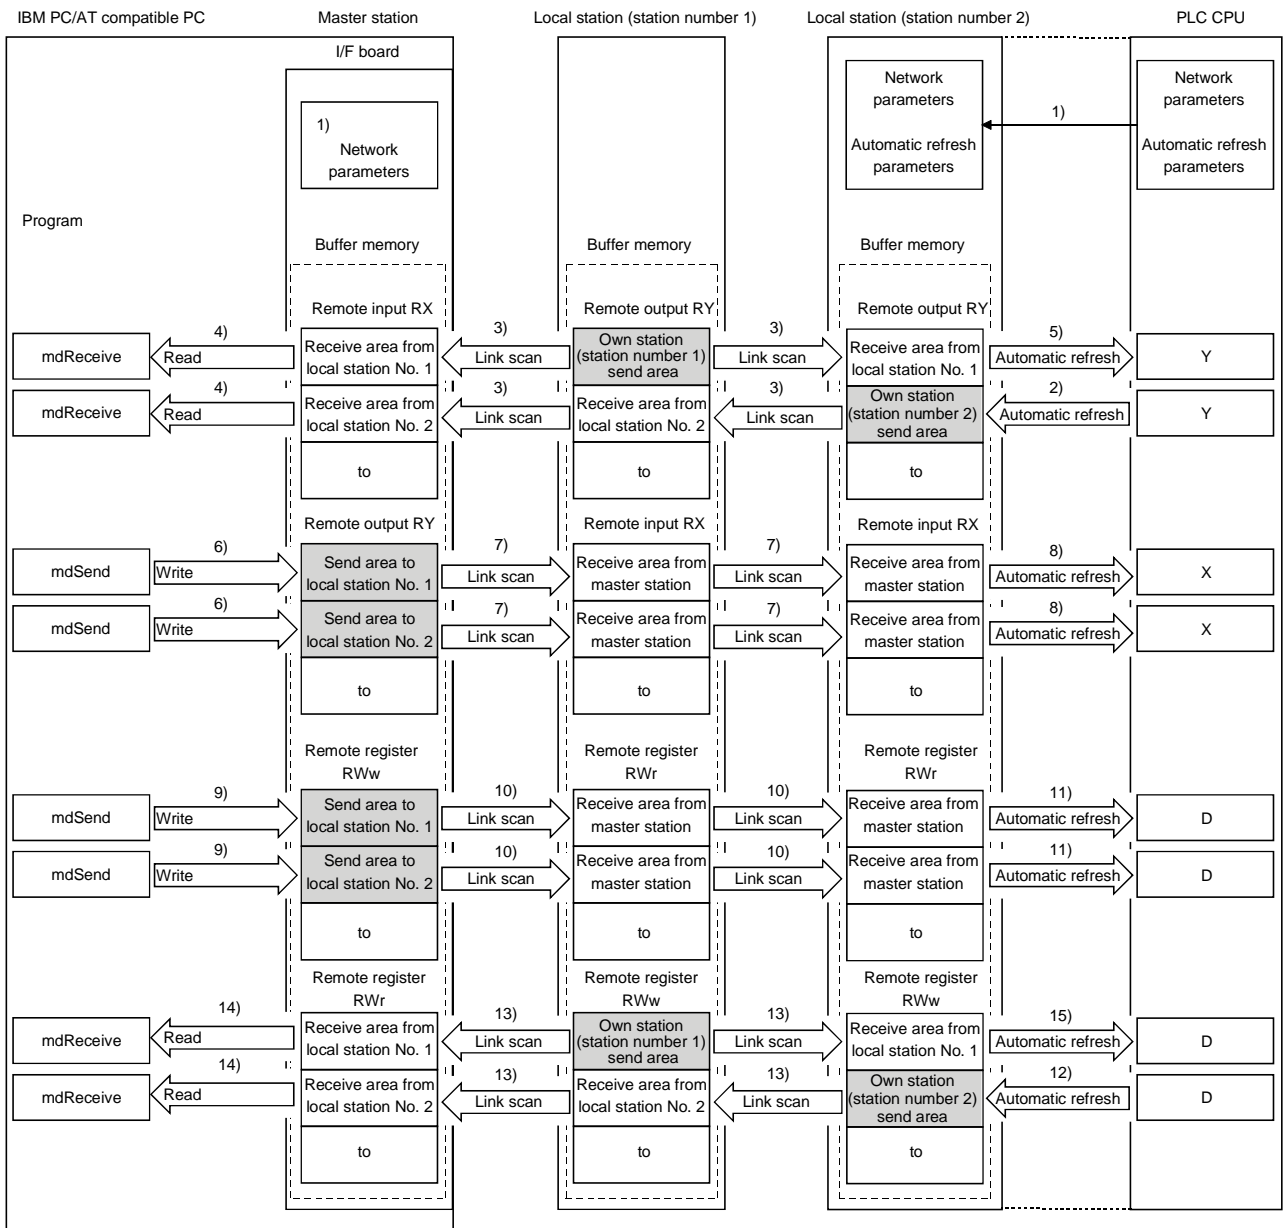 IBM PC/AT compatible PC
Master station
Local station (station number 1)
Local station (station number 2)
PLC CPU
I/F board
1)
Network
parameters
Network
parameters
Automatic refresh
parameters
1)
Network
parameters
Automatic refresh
parameters
Program
Buffer memory
Buffer memory
Buffer memory
Remote input RX
Remote output RY
Remote output RY
mdReceive
4)
Read
Receive area from
local station No. 1
3)
Link scan
Own station
(station number 1)
send area
3)
Link scan
Receive area from
local station No. 1
5)
Automatic refresh
Y
mdReceive
4)
Read
Receive area from
local station No. 2
3)
Link scan
Receive area from
local station No. 2
3)
Link scan
Own station
(station number 2)
send area
2)
Automatic refresh
Y
to
to
to
Remote output RY
Remote input RX
Remote input RX
mdSend
6)
Write
Send area to
local station No. 1
7)
Link scan
Receive area from
master station
7)
Link scan
Receive area from
master station
8)
Automatic refresh
X
mdSend
6)
Write
Send area to
local station No. 2
7)
Link scan
Receive area from
master station
7)
Link scan
Receive area from
master station
8)
Automatic refresh
X
to
to
to
Remote register
RWw
Remote register
RWr
Remote register
RWr
mdSend
9)
Write
Send area to
local station No. 1
10)
Link scan
Receive area from
master station
10)
Link scan
Receive area from
master station
11)
Automatic refresh
D
mdSend
9)
Write
Send area to
local station No. 2
10)
Link scan
Receive area from
master station
10)
Link scan
Receive area from
master station
11)
Automatic refresh
D
to
to
to
Remote register
RWr
Remote register
RWw
Remote register
RWw
mdReceive
14)
Read
Receive area from
local station No. 1
13)
Link scan
Own station
(station number 1)
send area
13)
Link scan
Receive area from
local station No. 1
15)
Automatic refresh
D
mdReceive
14)
Read
Receive area from
local station No. 2
13)
Link scan
Receive area from
local station No. 2
13)
Link scan
Own station
(station number 2)
send area
12)
Automatic refresh
D
to
to
to